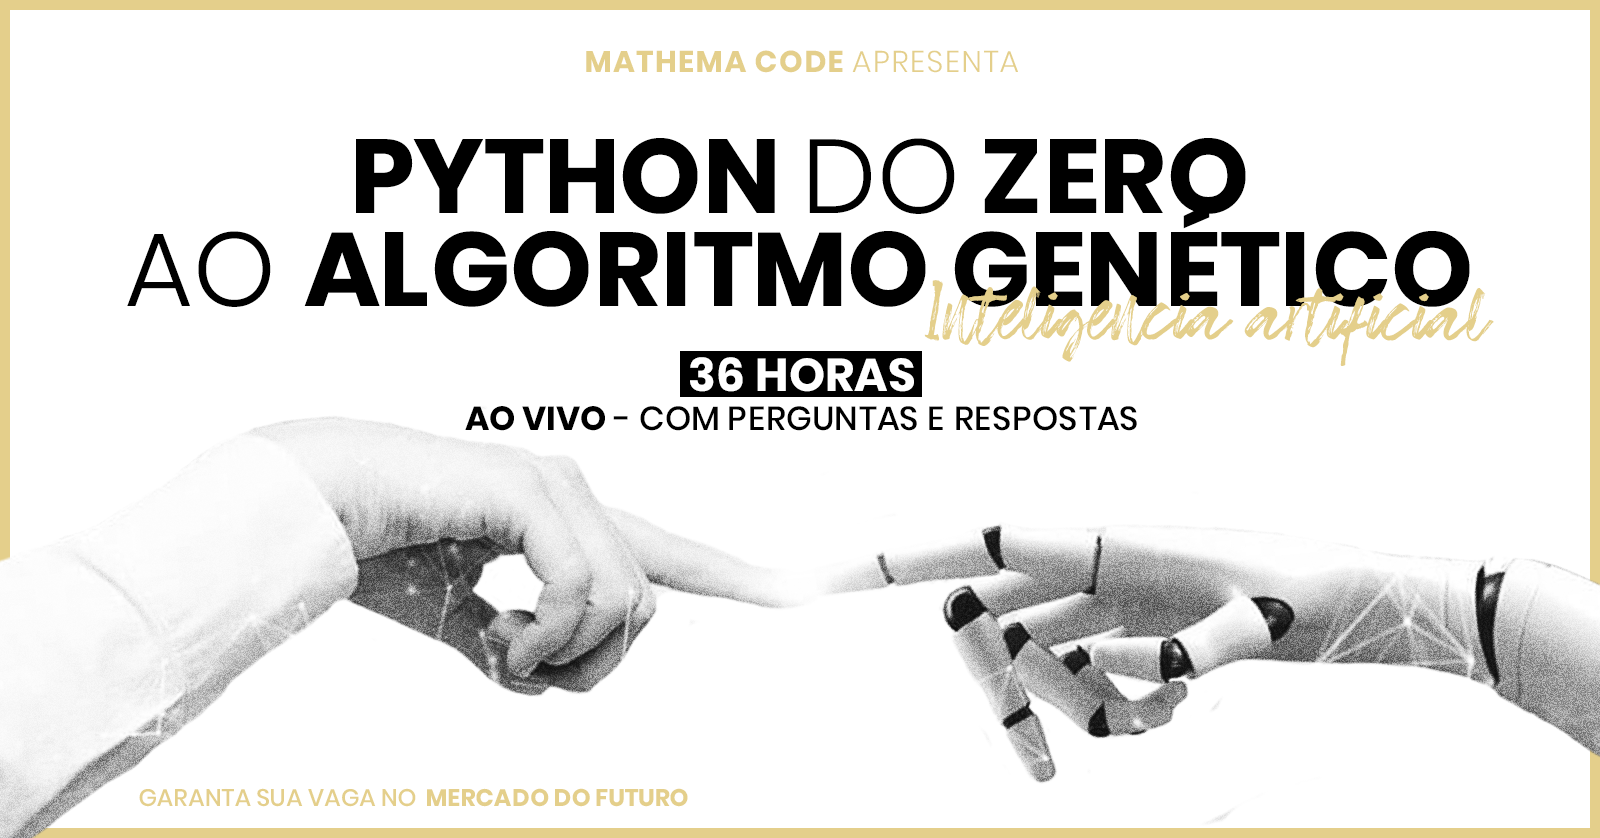 MATHEMA CODE APRESENTA
PYTHON DO ZERO
AO ALGORITMO GENÉTICO
Inteligencia artificial
36 HORAS
AO VIVO - COM PERGUNTAS E RESPOSTAS
GARANTA SUA VAGA NO MERCADO DO FUTURO